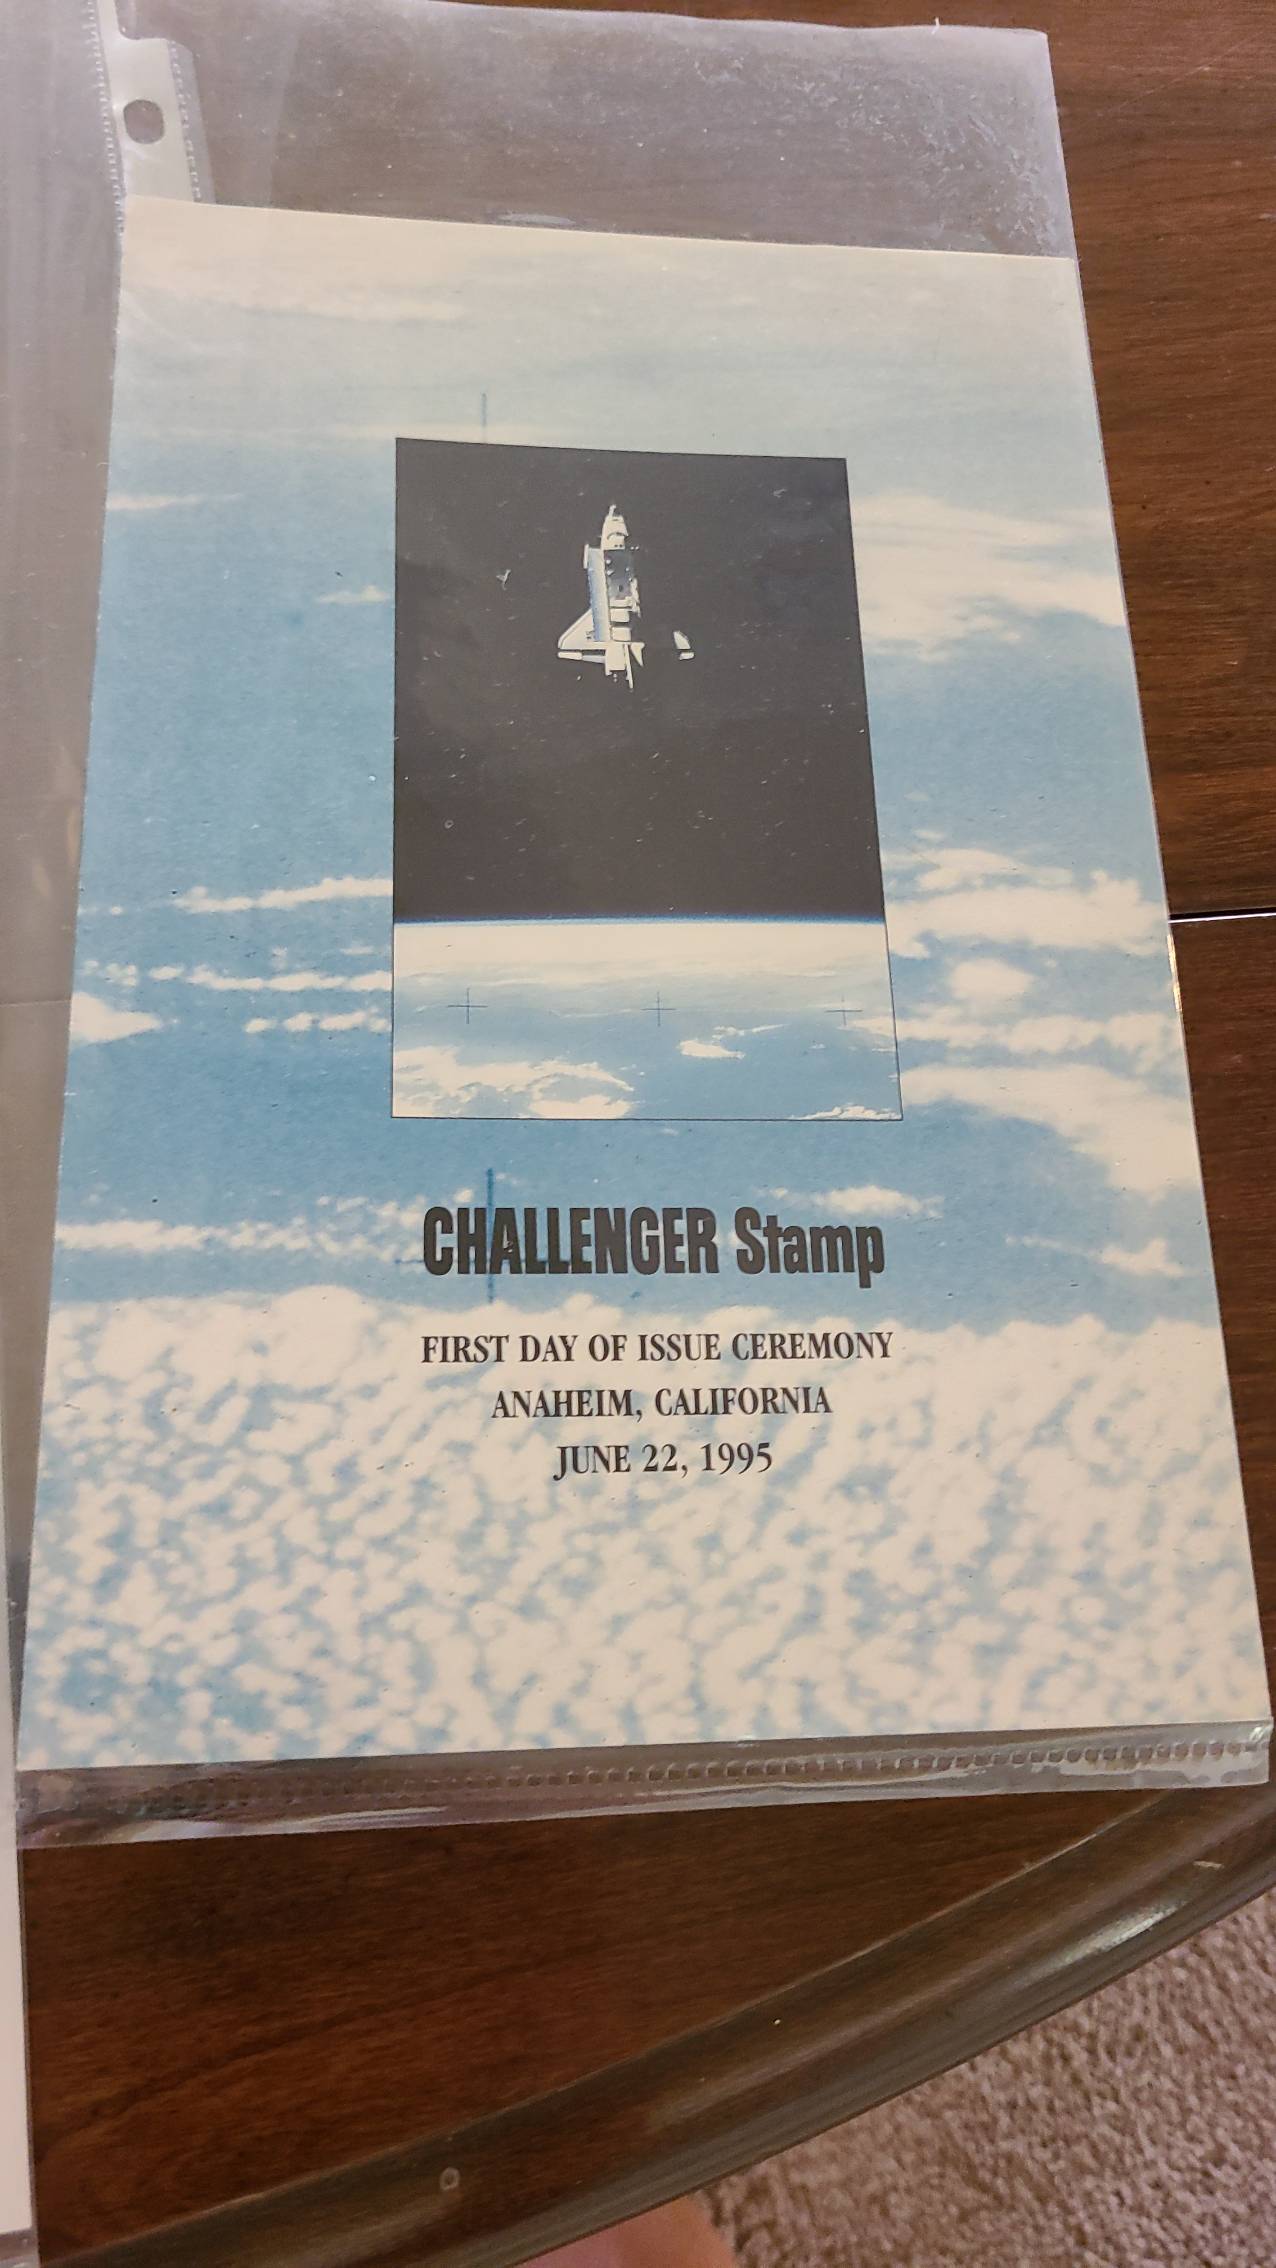 CHALLENGER Stamp
FIRST DAY OF ISSUE CEREMONY
ANAHEIM, CALIFORNIA
JUNE 22, 1995